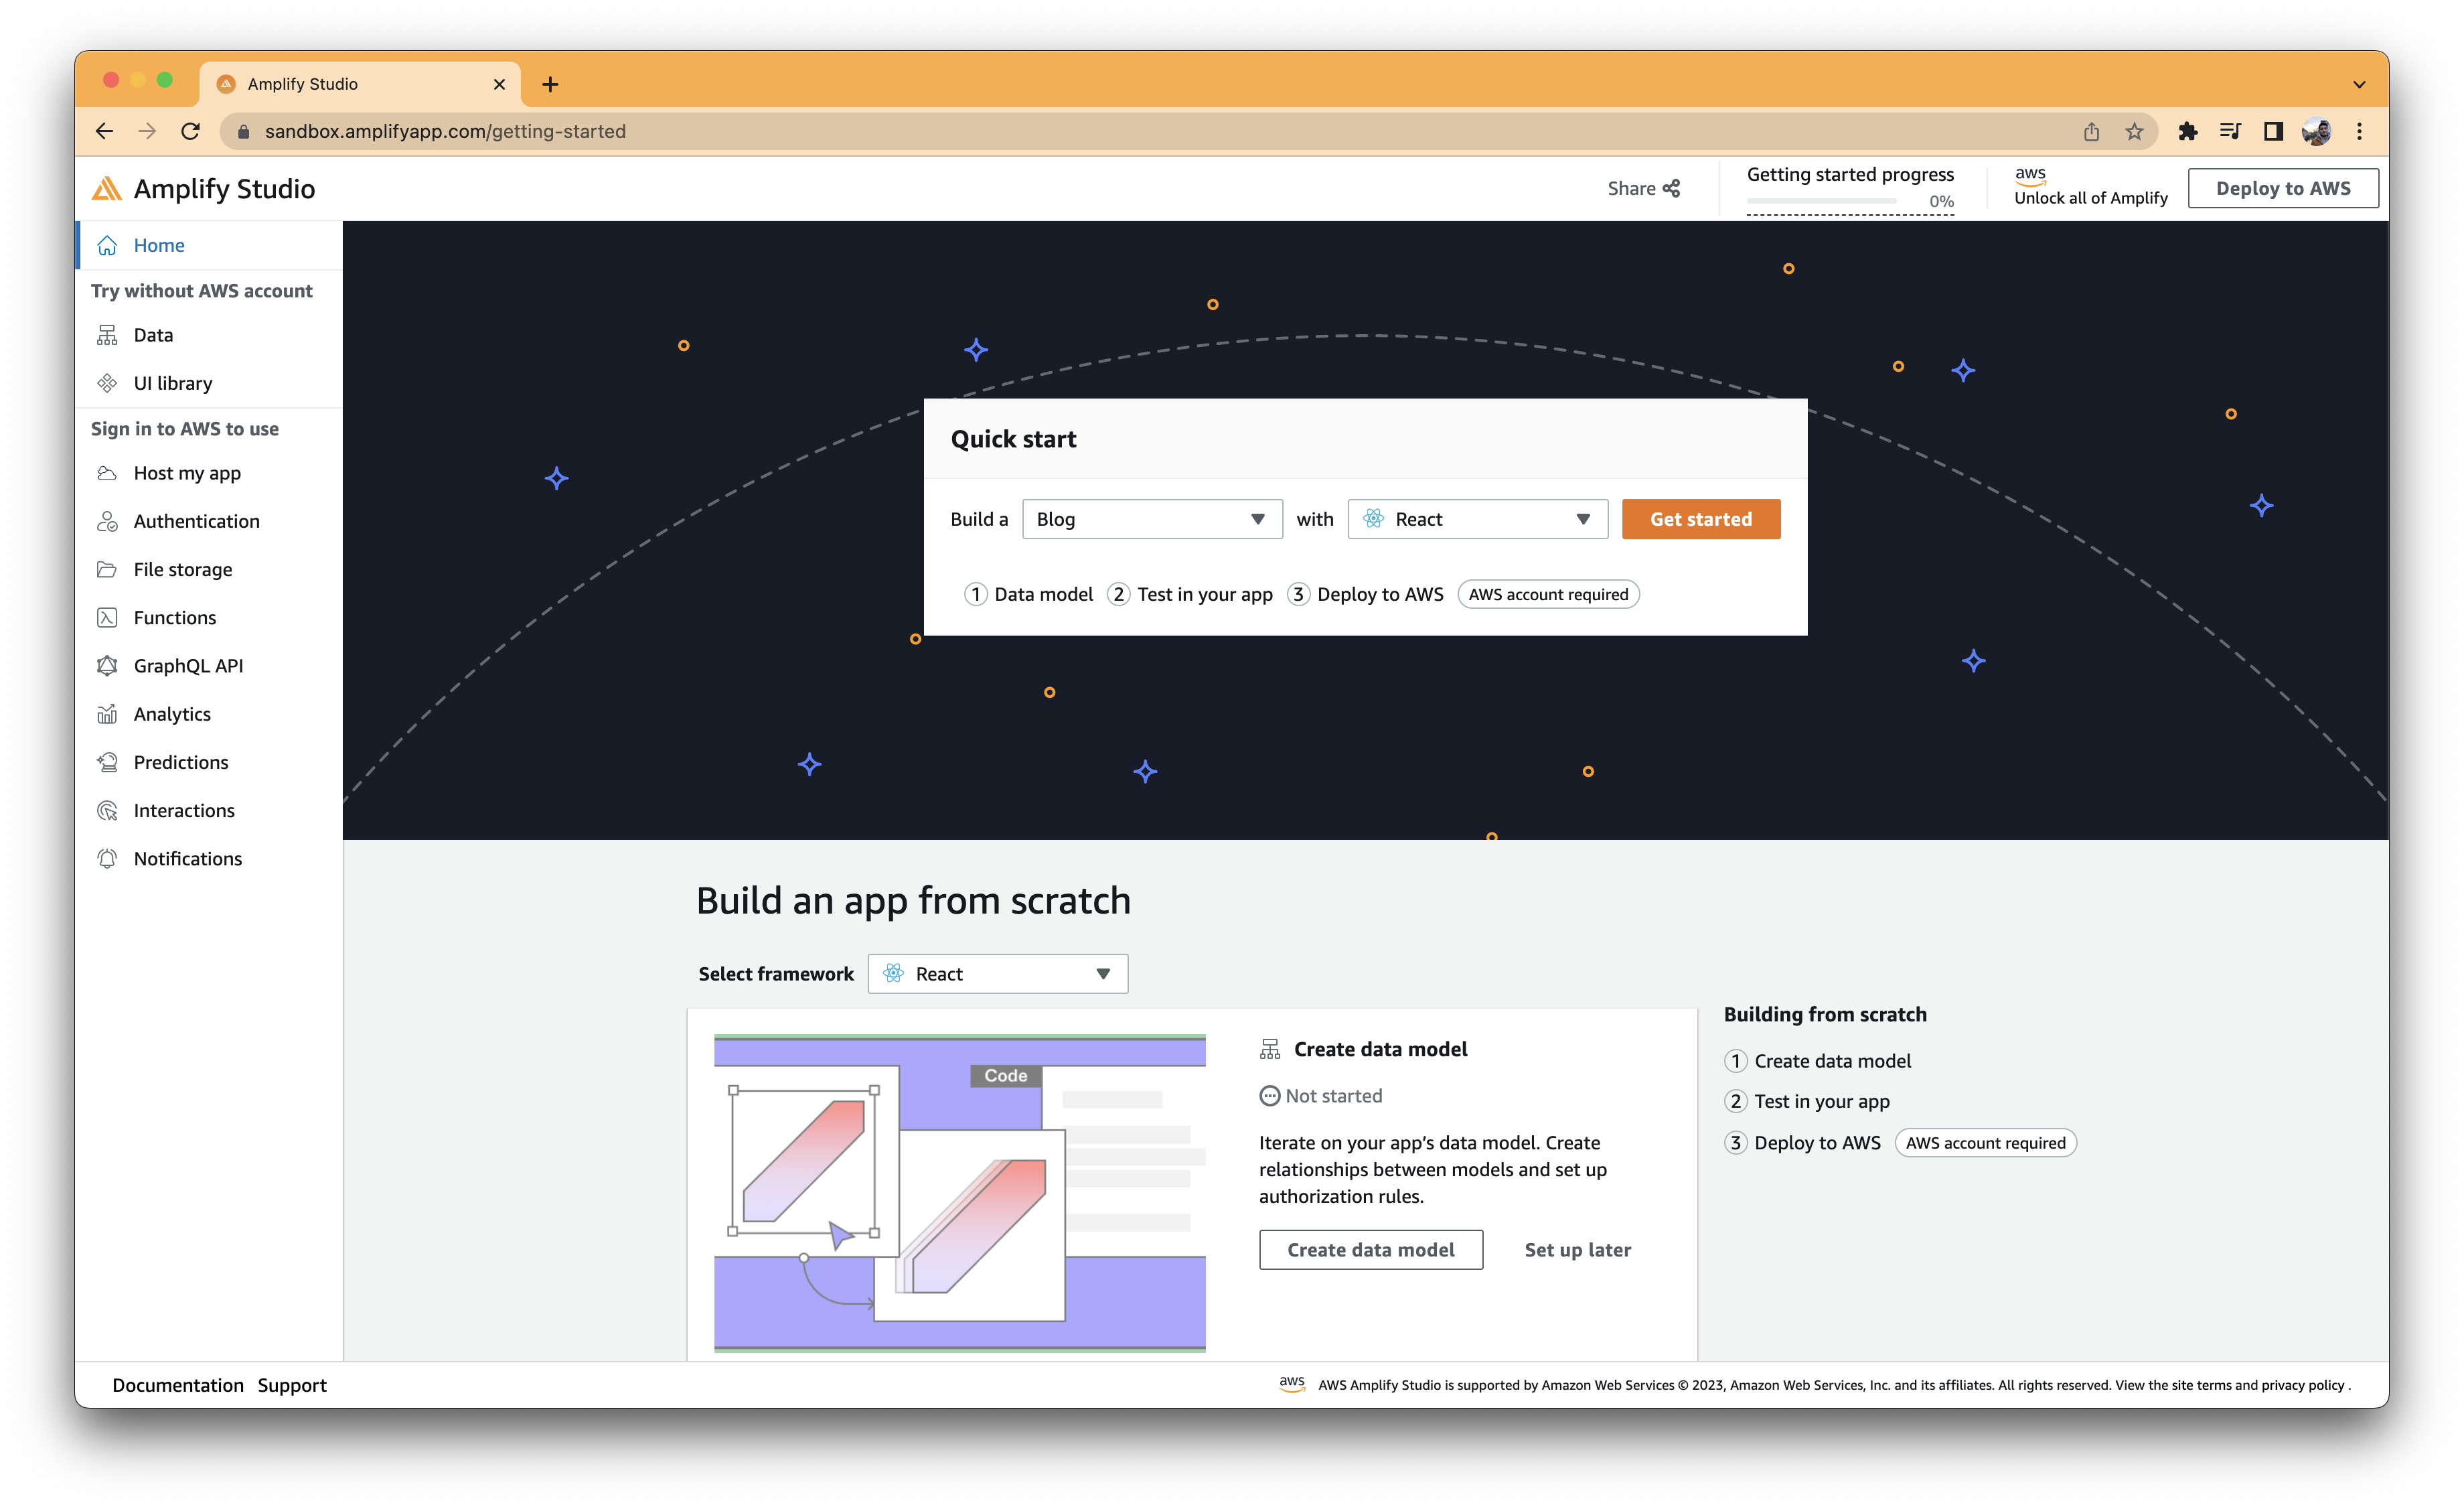 Amplify Studio
sandbox.amplifyapp.com/getting-started
Amplify Studio
Share
Getting started progress
0%
aws
Unlock all of Amplify
Deploy to AWS
Home
Try without AWS account
Data
UI library
Sign in to AWS to use
Host my app
Authentication
File storage
Functions
GraphQL API
Analytics
Predictions
Interactions
Notifications
Quick start
Build a Blog with React Get started
1 Data model 2 Test in your app 3 Deploy to AWS AWS account required
Build an app from scratch
Select framework React
Code
Create data model
Not started
Iterate on your app’s data model. Create
relationships between models and set up
authorization rules.
Create data model Set up later
Building from scratch
1 Create data model
2 Test in your app
3 Deploy to AWS AWS account required
Documentation Support
aws AWS Amplify Studio is supported by Amazon Web Services © 2023, Amazon Web Services, Inc. and its affiliates. All rights reserved. View the site terms and privacy policy .